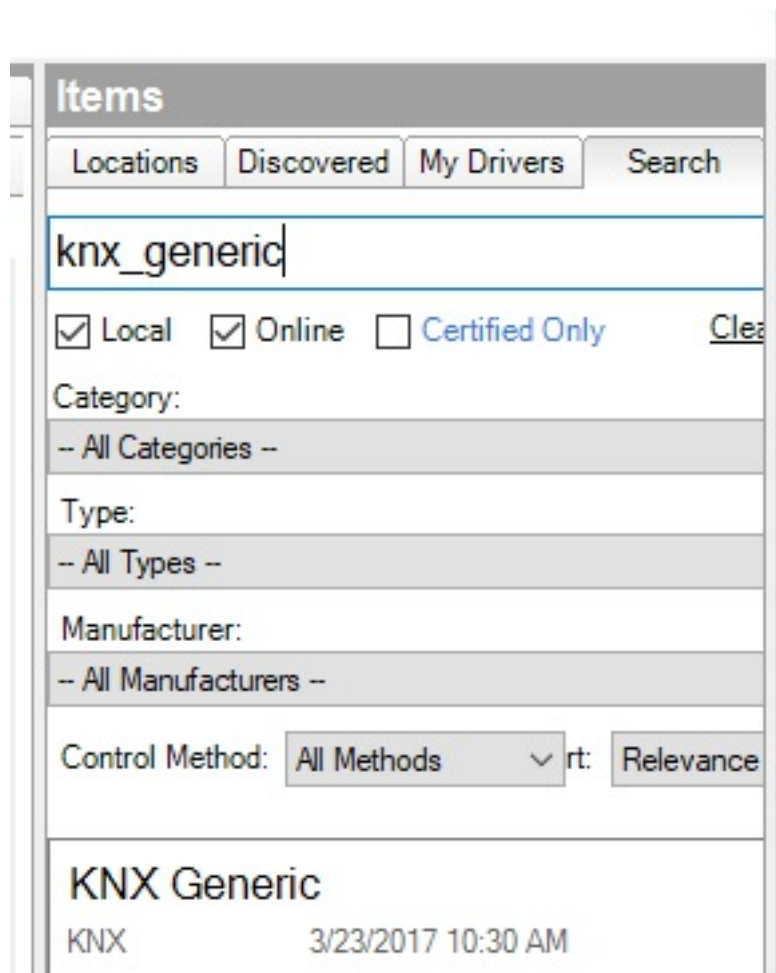 Items
Locations Discovered My Drivers Search
knx_generic
Local Online Certified Only
Category:
-- All Categories --
Type:
-- All Types --
Manufacturer:
-- All Manufacturers --
Control Method: All Methods rt: Relevance
KNX Generic
KNX 3/23/2017 10:30 AM